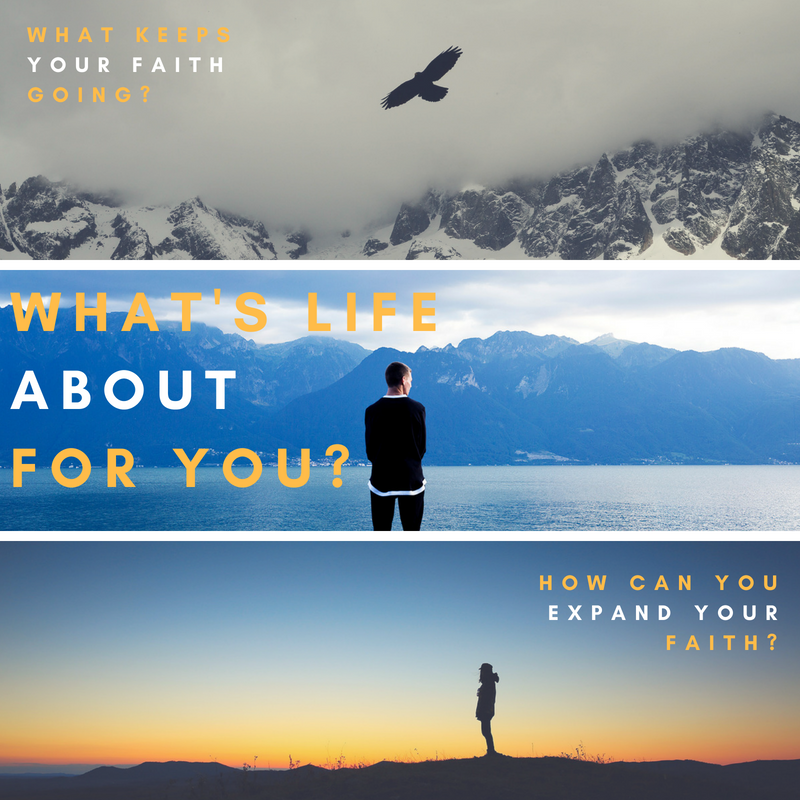 WHAT KEEPS
YOUR FAITH
GOING?
WHAT'S LIFE
ABOUT
FOR YOU?
HOW CAN YOU
EXPAND YOUR
FAITH?